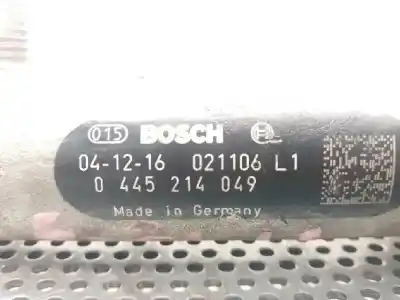 015 BOSCH
04-12-16 021106 L1
0 445 214 049
Made in Germany